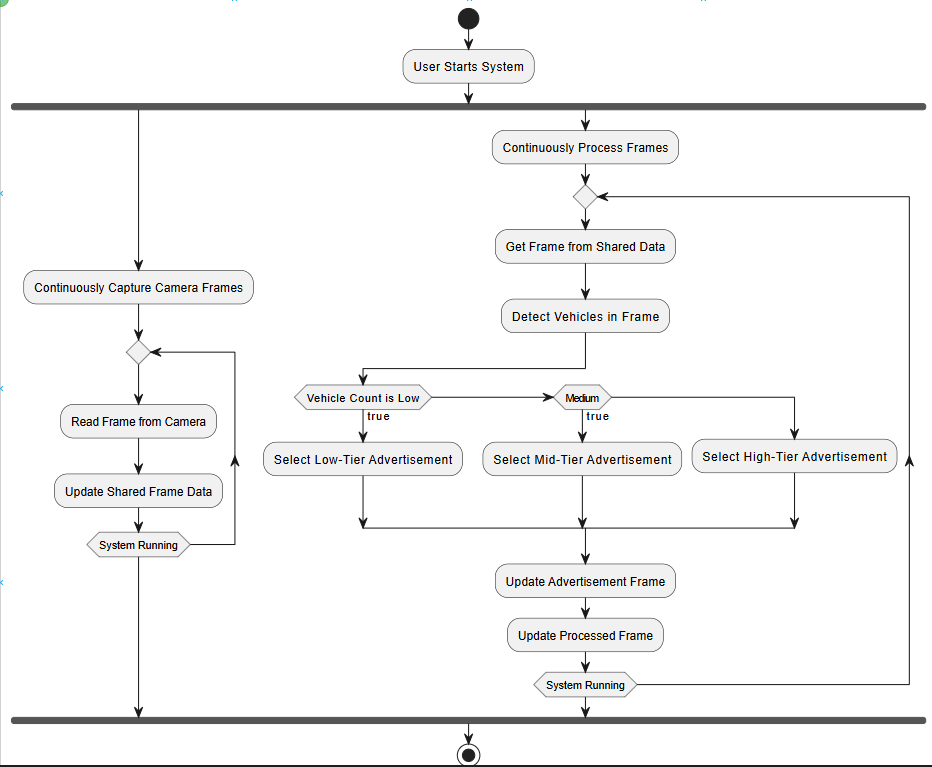 User Starts System
Continuously Process Frames
Get Frame from Shared Data
Continuously Capture Camera Frames
Detect Vehicles in Frame
Vehicle Count is Low
Medium
true
true
Read Frame from Camera
Select Low-Tier Advertisement
Select Mid-Tier Advertisement
Select High-Tier Advertisement
Update Shared Frame Data
System Running
Update Advertisement Frame
Update Processed Frame
System Running